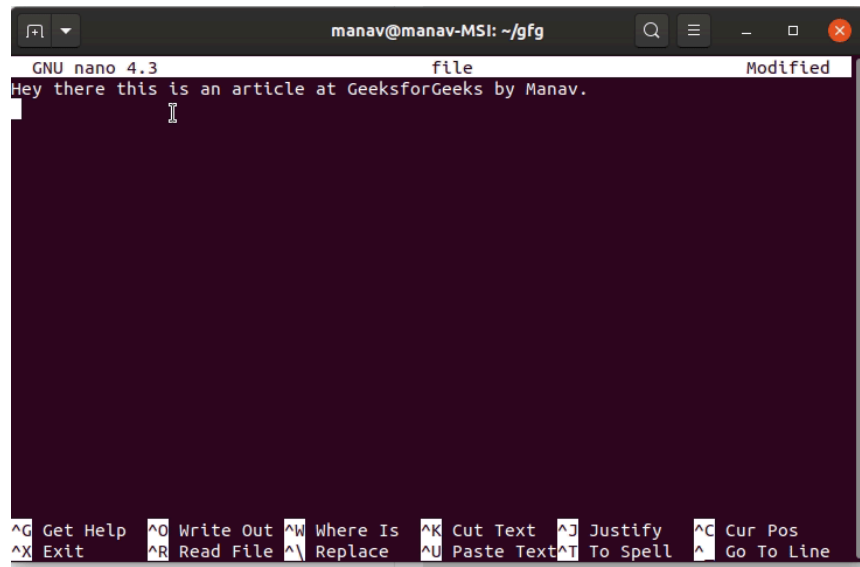 manav@manav-MSI: ~/gfg
GNU nano 4.3 file Modified
Hey there this is an article at GeeksforGeeks by Manav.
^G Get Help ^O Write Out ^W Where Is ^K Cut Text ^J Justify ^C Cur Pos
^X Exit ^R Read File ^\ Replace ^U Paste Text ^T To Spell ^_ Go To Line